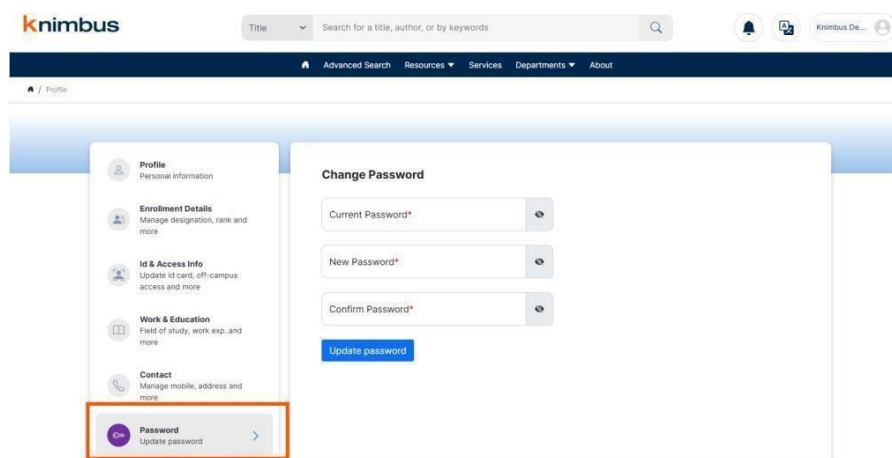 knimbus
Title
Search for a title, author, or by keywords
Knimbus De...
Advanced Search Resources Services Departments About
/ Profile
Profile
Personal information
Enrollment Details
Manage designation, rank and
more
Id & Access Info
Update id card, off-campus
access and more
Work & Education
Field of study, work exp. and
more
Contact
Manage mobile, address and
more
Password
Update password
Change Password
Current Password*
New Password*
Confirm Password*
Update password